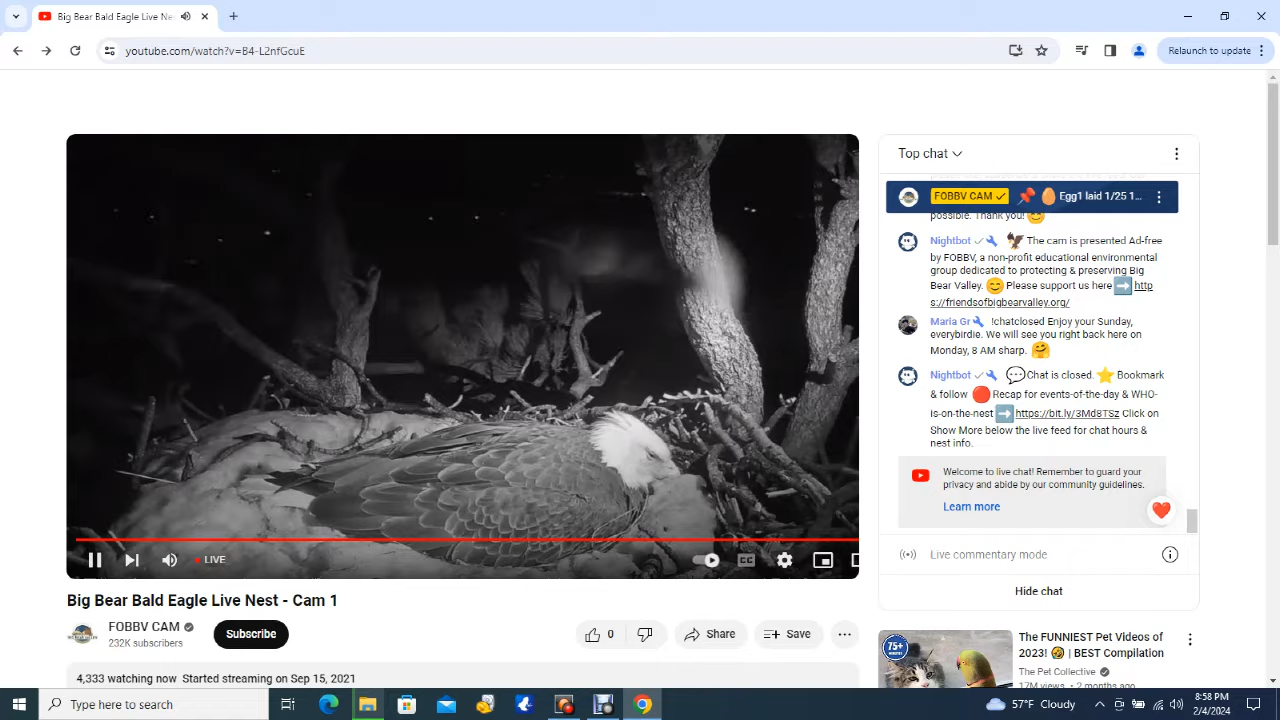 Big Bear Bald Eagle Live Ne
youtube.com/watch?v=B4-L2nfGcuE
Relaunch to update
LIVE
CC
Big Bear Bald Eagle Live Nest - Cam 1
FOBBV CAM
232K subscribers
Subscribe
0
Share
Save
4,333 watching now Started streaming on Sep 15, 2021
Top chat
FOBBV CAM 📌 🥚 Egg1 laid 1/25 1...
possible. Thank you! 😊
Nightbot 🦅 The cam is presented Ad-free
by FOBBV, a non-profit educational environmental
group dedicated to protecting & preserving Big
Bear Valley. 😊 Please support us here ➡️ http
s://friendsofbigbearvalley.org/
Maria Gr !chatclosed Enjoy your Sunday,
everybirdie. We will see you right back here on
Monday, 8 AM sharp. 🤗
Nightbot 💬 Chat is closed. ⭐ Bookmark
& follow 🔴 Recap for events-of-the-day & WHO-
is-on-the-nest ➡️ https://bit.ly/3Md8TSz Click on
Show More below the live feed for chat hours &
nest info.
Welcome to live chat! Remember to guard your
privacy and abide by our community guidelines.
Learn more
Live commentary mode
Hide chat
75+
The FUNNIEST Pet Videos of
2023! 🤣 | BEST Compilation
The Pet Collective
17M views • 2 months ago
Type here to search
57°F Cloudy
8:58 PM
2/4/2024